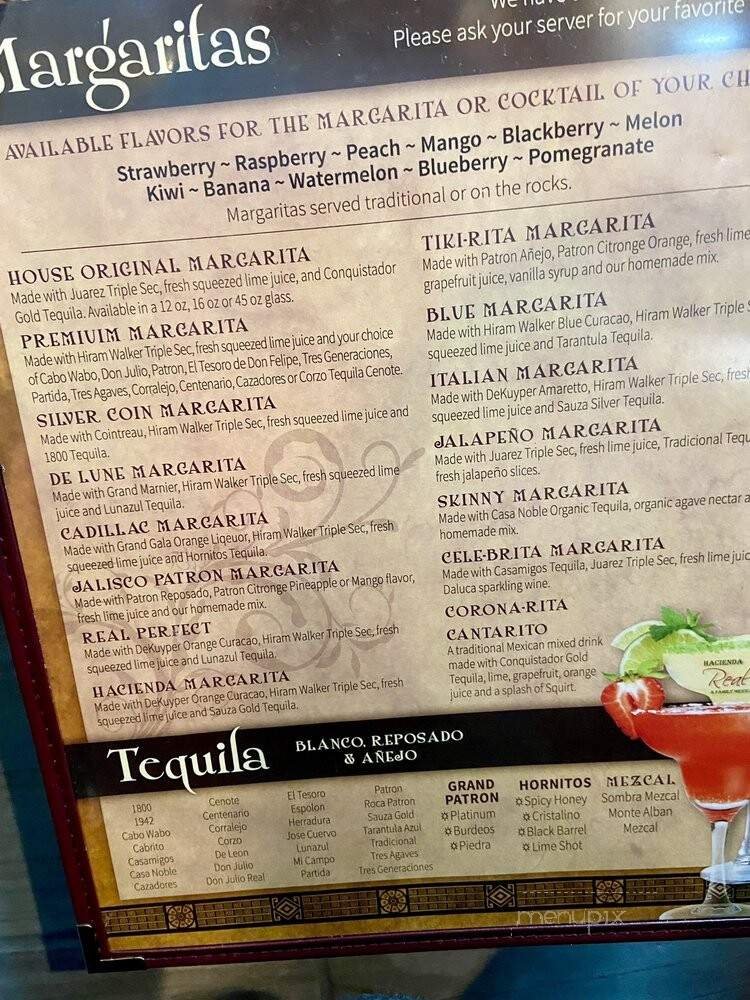 Margaritas
We have
Please ask your server for your favorite
AVAILABLE FLAVORS FOR THE MARGARITA OR COCKTAIL OF YOUR CH
Strawberry ~ Raspberry ~ Peach ~ Mango ~ Blackberry ~ Melon
Kiwi ~ Banana ~ Watermelon ~ Blueberry ~ Pomegranate
Margaritas served traditional or on the rocks.
HOUSE ORIGINAL MARGARITA
Made with Juarez Triple Sec, fresh squeezed lime juice, and Conquistador
Gold Tequila. Available in a 12 oz, 16 oz or 45 oz glass.
PREMIUIM MARGARITA
Made with Hiram Walker Triple Sec, fresh squeezed lime juice and your choice
of Cabo Wabo, Don Julio, Patron, El Tesoro de Don Felipe, Tres Generaciones,
Partida, Tres Agaves, Corralejo, Centenario, Cazadores or Corzo Tequila Cenote.
SILVER COIN MARGARITA
Made with Cointreau, Hiram Walker Triple Sec, fresh squeezed lime juice and
1800 Tequila.
DE LUNE MARGARITA
Made with Grand Marnier, Hiram Walker Triple Sec, fresh squeezed lime
juice and Lunazul Tequila.
CADILLAC MARGARITA
Made with Grand Gala Orange Liqeuor, Hiram Walker Triple Sec, fresh
squeezed lime juice and Hornitos Tequila.
JALISCO PATRON MARGARITA
Made with Patron Reposado, Patron Citronge Pineapple or Mango flavor,
fresh lime juice and our homemade mix.
REAL PERFECT
Made with DeKuyper Orange Curacao, Hiram Walker Triple Sec, fresh
squeezed lime juice and Lunazul Tequila.
HACIENDA MARGARITA
Made with DeKuyper Orange Curacao, Hiram Walker Triple Sec, fresh
squeezed lime juice and Sauza Gold Tequila.
TIKI-RITA MARGARITA
Made with Patron Añejo, Patron Citronge Orange, fresh lime
grapefruit juice, vanilla syrup and our homemade mix.
BLUE MARGARITA
Made with Hiram Walker Blue Curacao, Hiram Walker Triple S
squeezed lime juice and Tarantula Tequila.
ITALIAN MARGARITA
Made with DeKuyper Amaretto, Hiram Walker Triple Sec, fresh
squeezed lime juice and Sauza Silver Tequila.
JALAPEÑO MARGARITA
Made with Juarez Triple Sec, fresh lime juice, Tradicional Tequ
fresh jalapeño slices.
SKINNY MARGARITA
Made with Casa Noble Organic Tequila, organic agave nectar a
homemade mix.
CELE-BRITA MARGARITA
Made with Casamigos Tequila, Juarez Triple Sec, fresh lime juic
Daluca sparkling wine.
CORONA-RITA
CANTARITO
A traditional Mexican mixed drink
made with Conquistador Gold
Tequila, lime, grapefruit, orange
juice and a splash of Squirt.
HACIENDA
Real
A FAMILY MEXI
Tequila
BLANCO, REPOSADO
& AÑEJO
1800
1942
Cabo Wabo
Cabrito
Casamigos
Casa Noble
Cazadores
Cenote
Centenario
Corralejo
Corzo
De Leon
Don Julio
Don Julio Real
El Tesoro
Espolon
Herradura
Jose Cuervo
Lunazul
Mi Campo
Partida
Patron
Roca Patron
Sauza Gold
Tarantula Azul
Tradicional
Tres Agaves
Tres Generaciones
GRAND
PATRON
Platinum
Burdeos
Piedra
HORNITOS
Spicy Honey
Cristalino
Black Barrel
Lime Shot
MEZCAL
Sombra Mezcal
Monte Alban
Mezcal
menupix